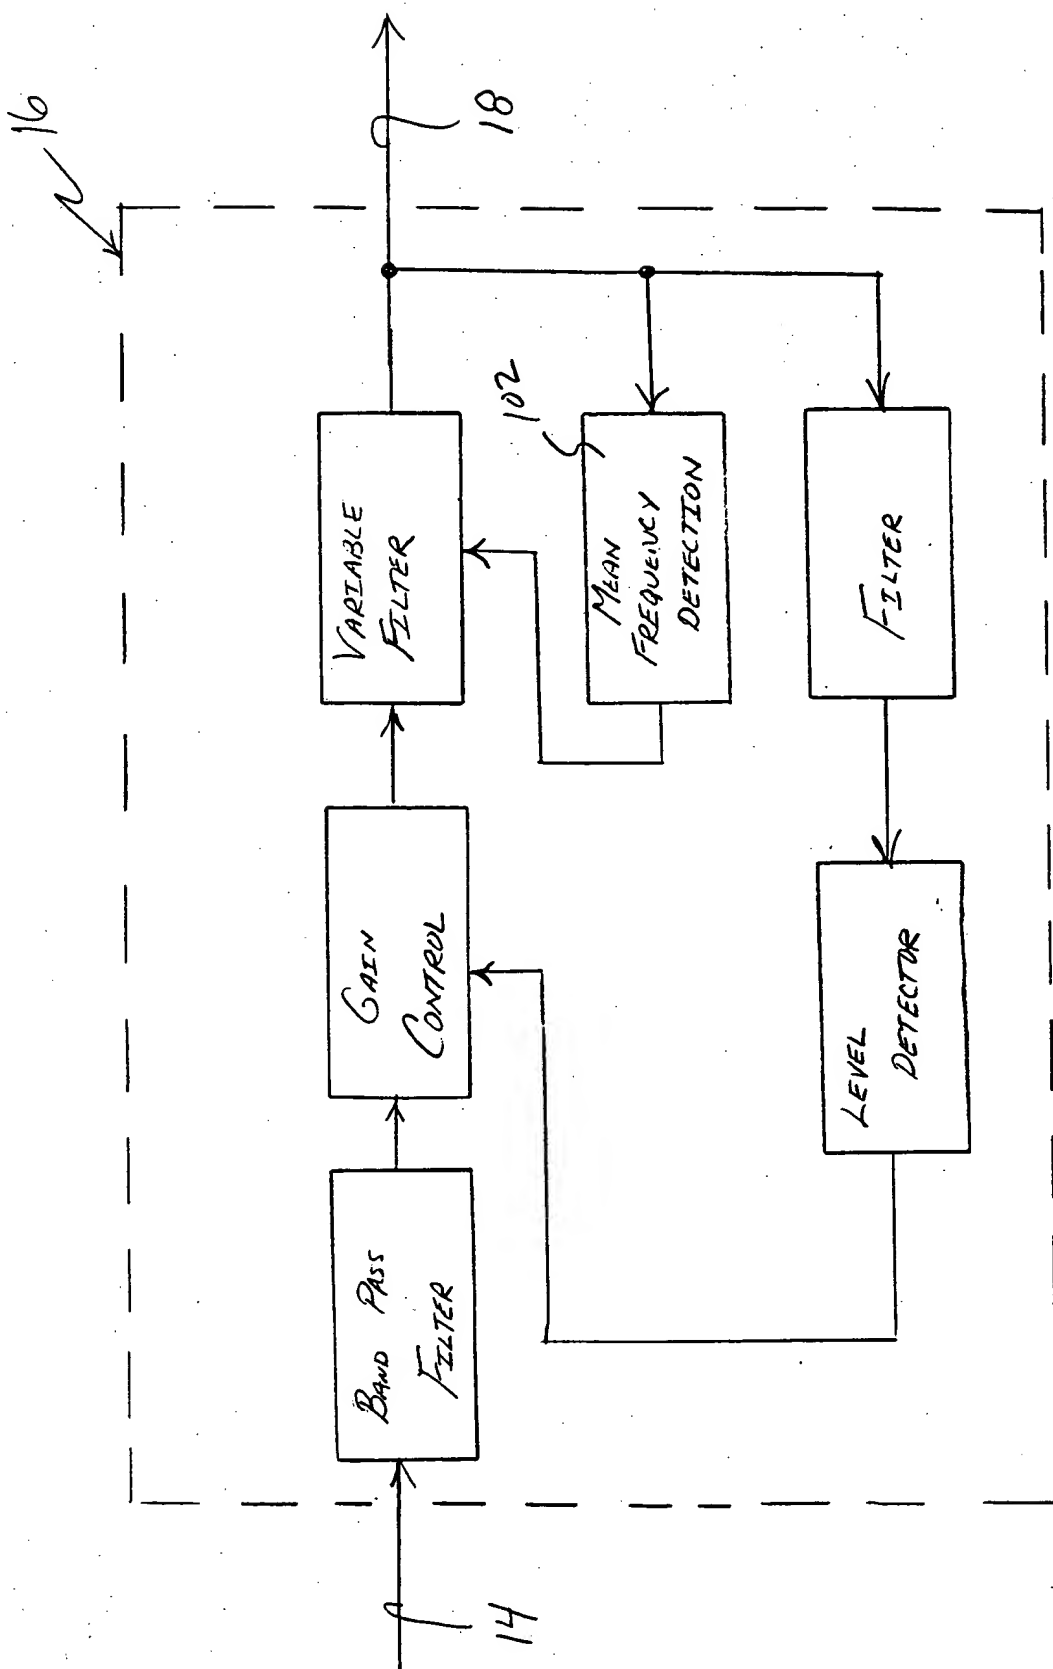 16
14
BAND PASS
FILTER
GAIN
CONTROL
VARIABLE
FILTER
18
102
MEAN
FREQUENCY
DETECTION
LEVEL
DETECTOR
FILTER